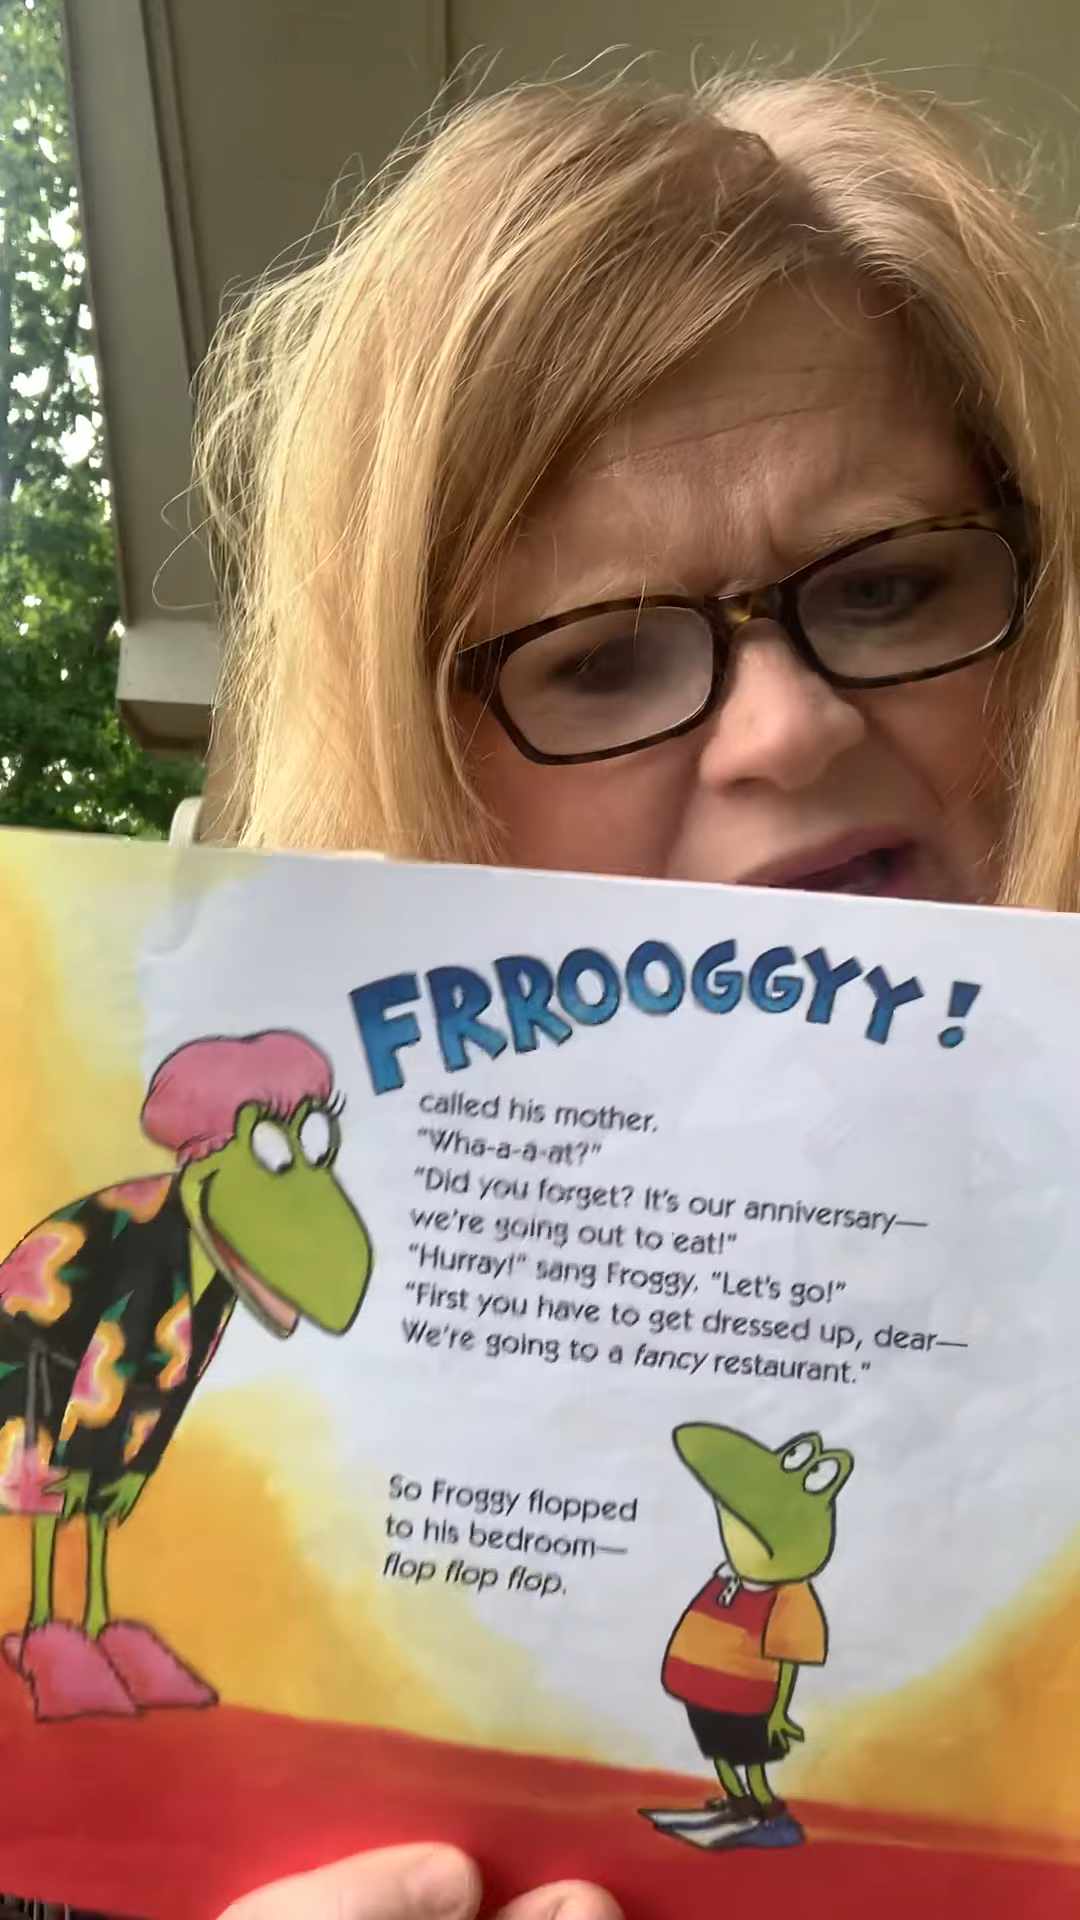 FRROOGGYY!
called his mother.
"Wha-a-a-at?"
"Did you forget? It's our anniversary—
we're going out to eat!"
"Hurray!" sang Froggy. "Let's go!"
"First you have to get dressed up, dear—
We're going to a fancy restaurant."
So Froggy flopped
to his bedroom—
flop flop flop.